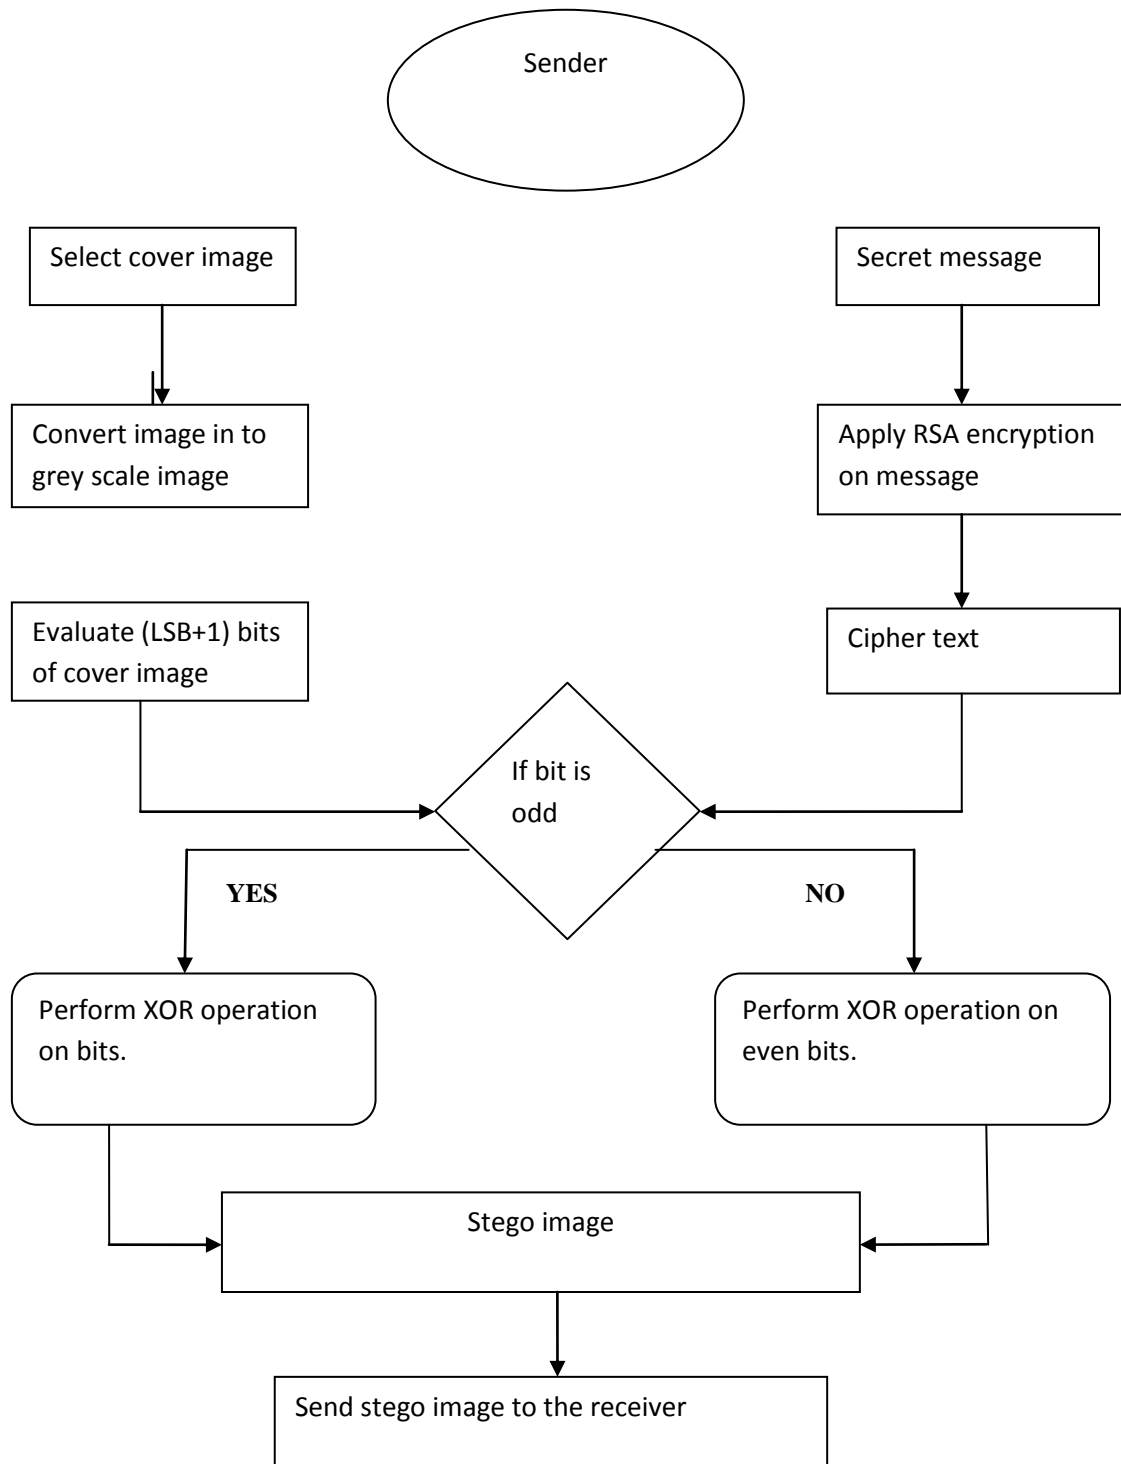 Sender
Select cover image
Secret message
Convert image in to
grey scale image
Apply RSA encryption
on message
Evaluate (LSB+1) bits
of cover image
Cipher text
If bit is
odd
YES
NO
Perform XOR operation
on bits.
Perform XOR operation on
even bits.
Stego image
Send stego image to the receiver